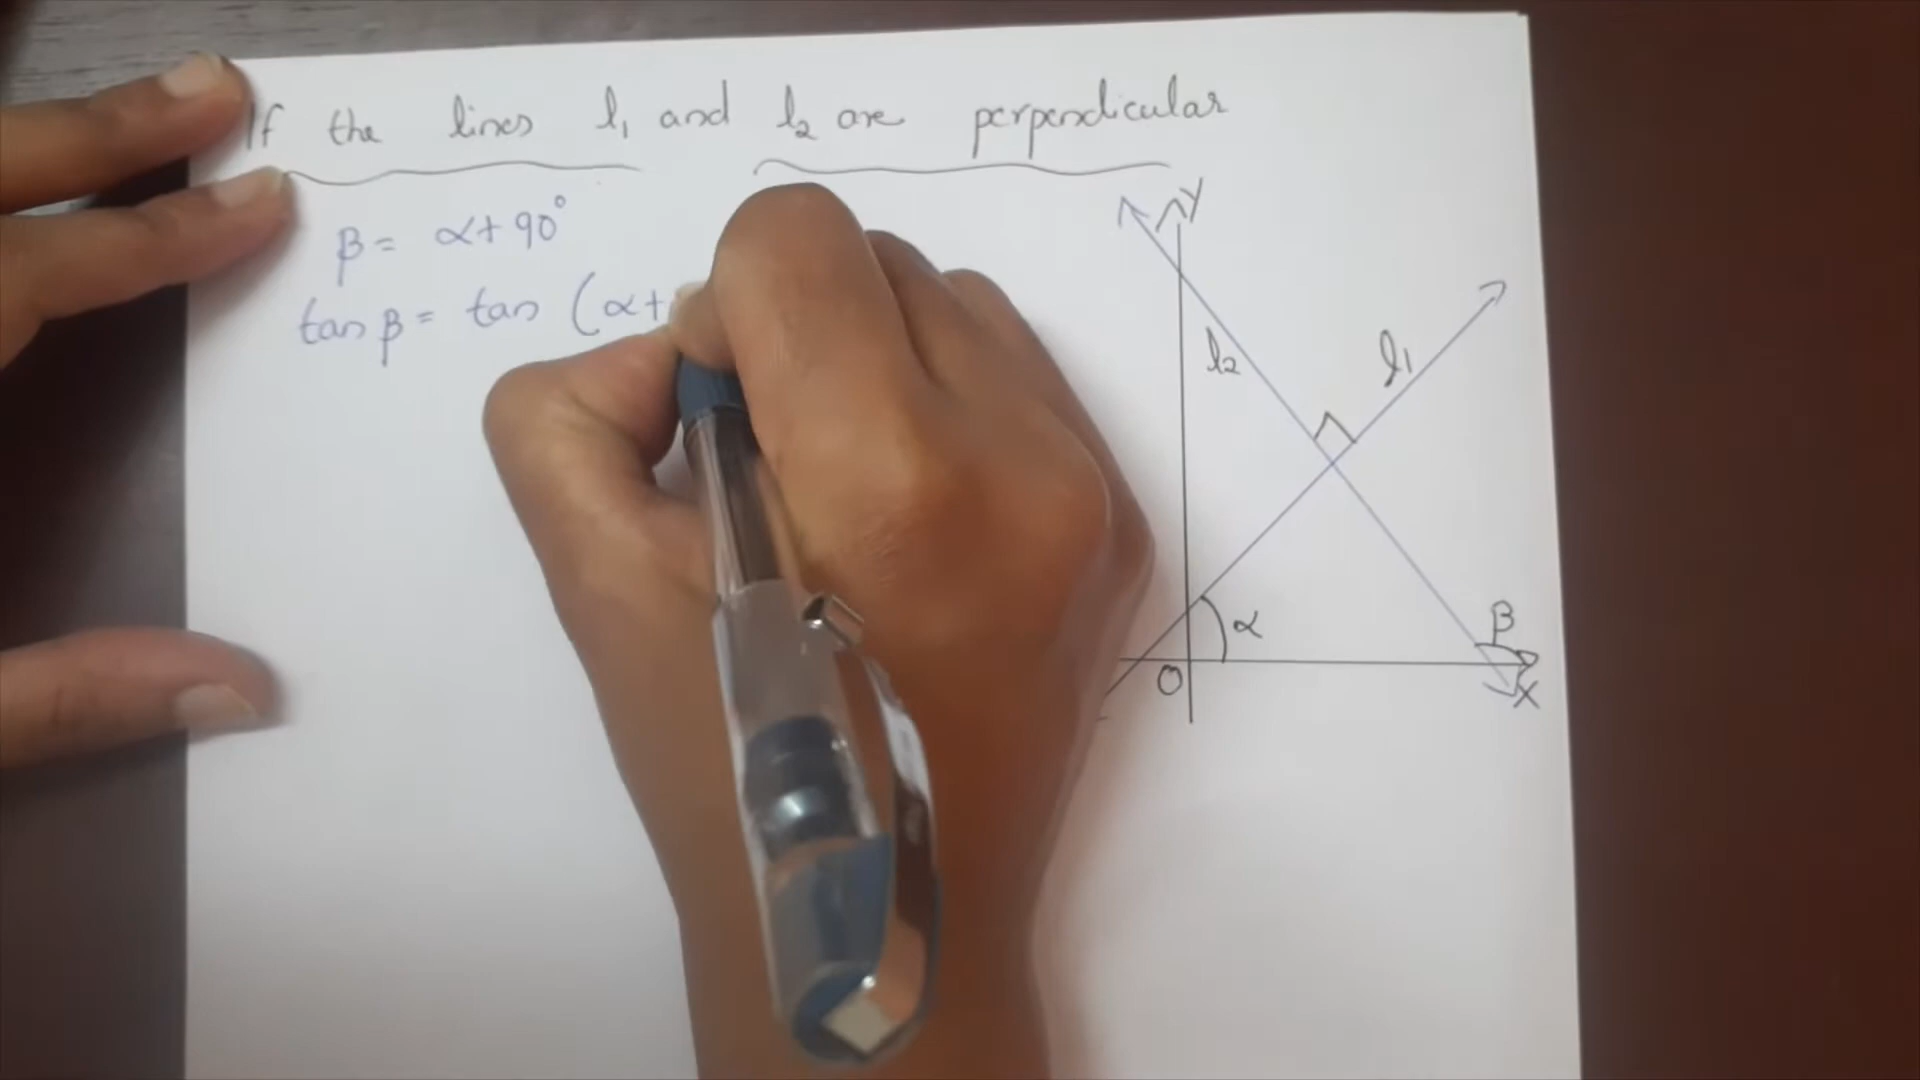 If the lines l₁ and l₂ are perpendicular
β = α + 90°
tan β = tan (α +
Y
l₂
l₁
α
β
O
X